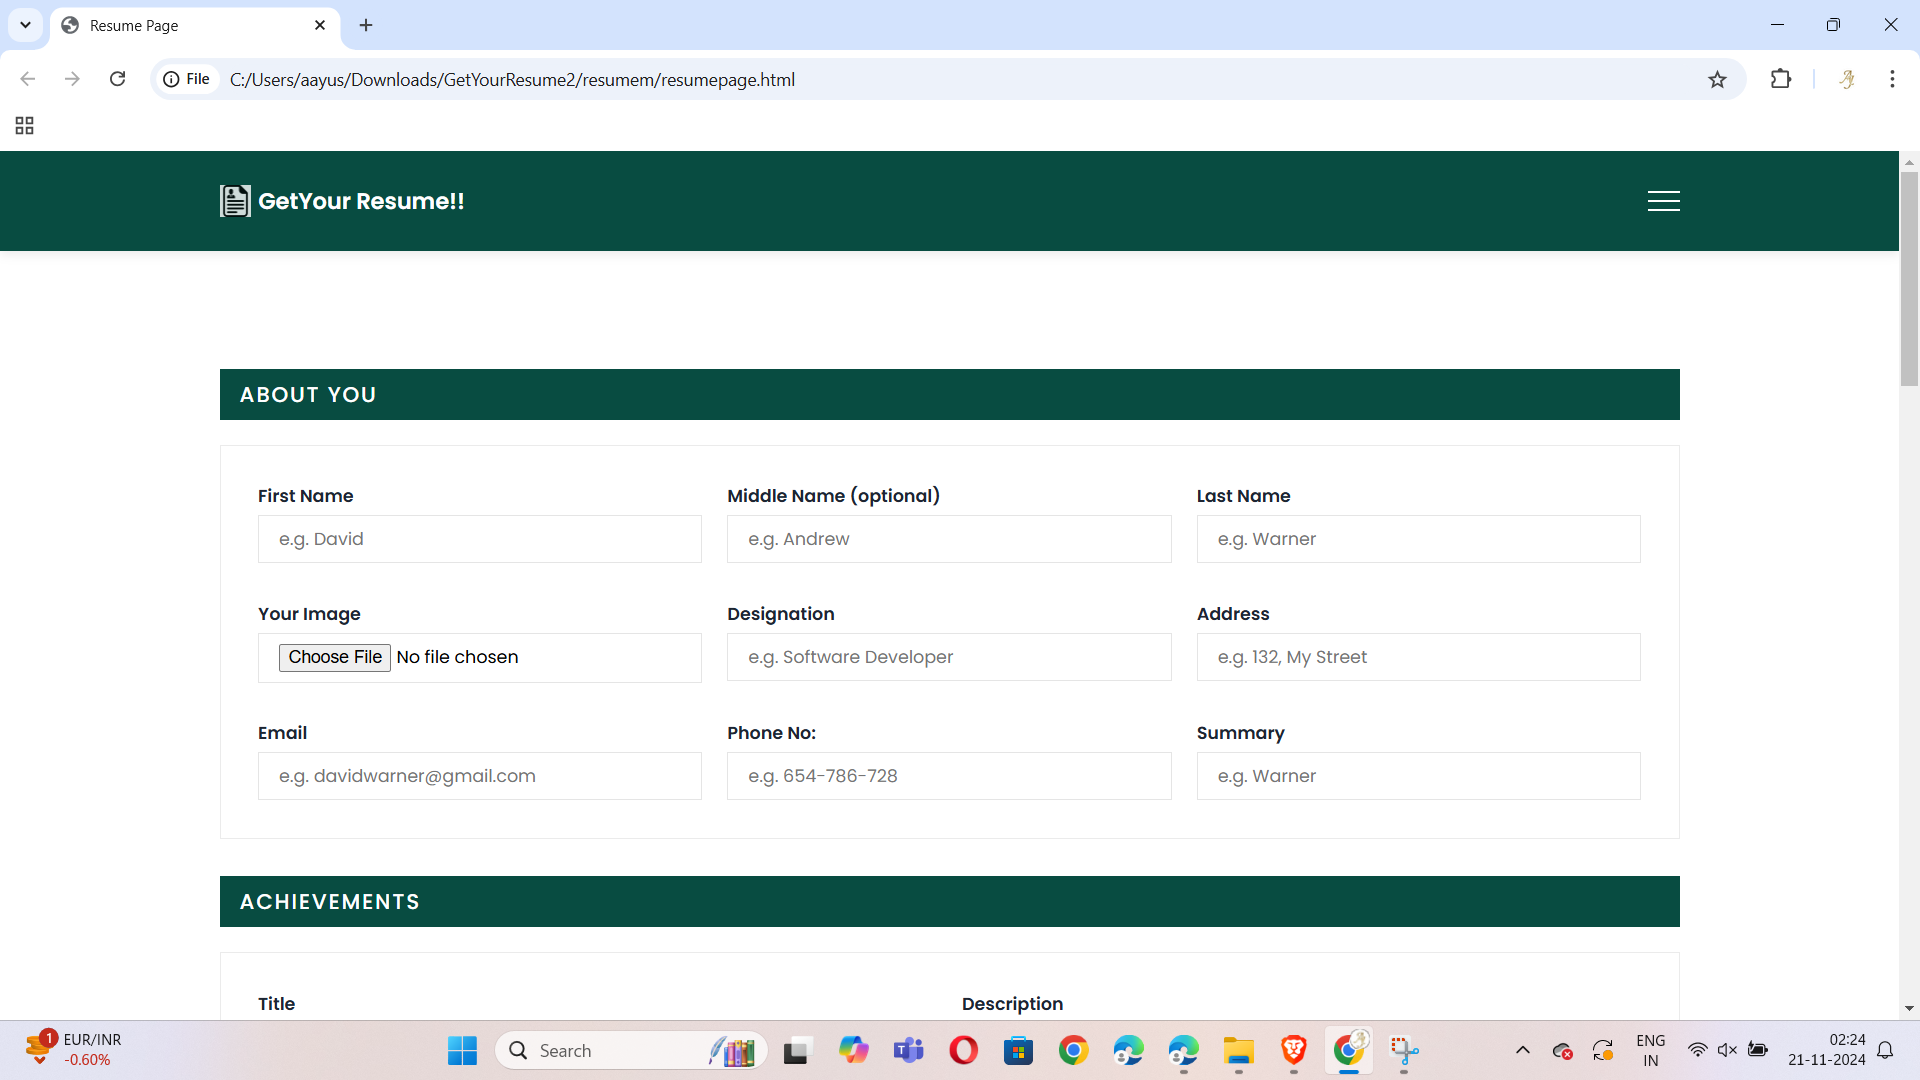 Resume Page
File C:/Users/aayus/Downloads/GetYourResume2/resumem/resumepage.html
GetYour Resume!!
ABOUT YOU
First Name Middle Name (optional) Last Name
e.g. David e.g. Andrew e.g. Warner
Your Image Designation Address
Choose File No file chosen e.g. Software Developer e.g. 132, My Street
Email Phone No: Summary
e.g. davidwarner@gmail.com e.g. 654-786-728 e.g. Warner
ACHIEVEMENTS
Title Description
1 EUR/INR
-0.60%
Search
ENG
IN
02:24
21-11-2024